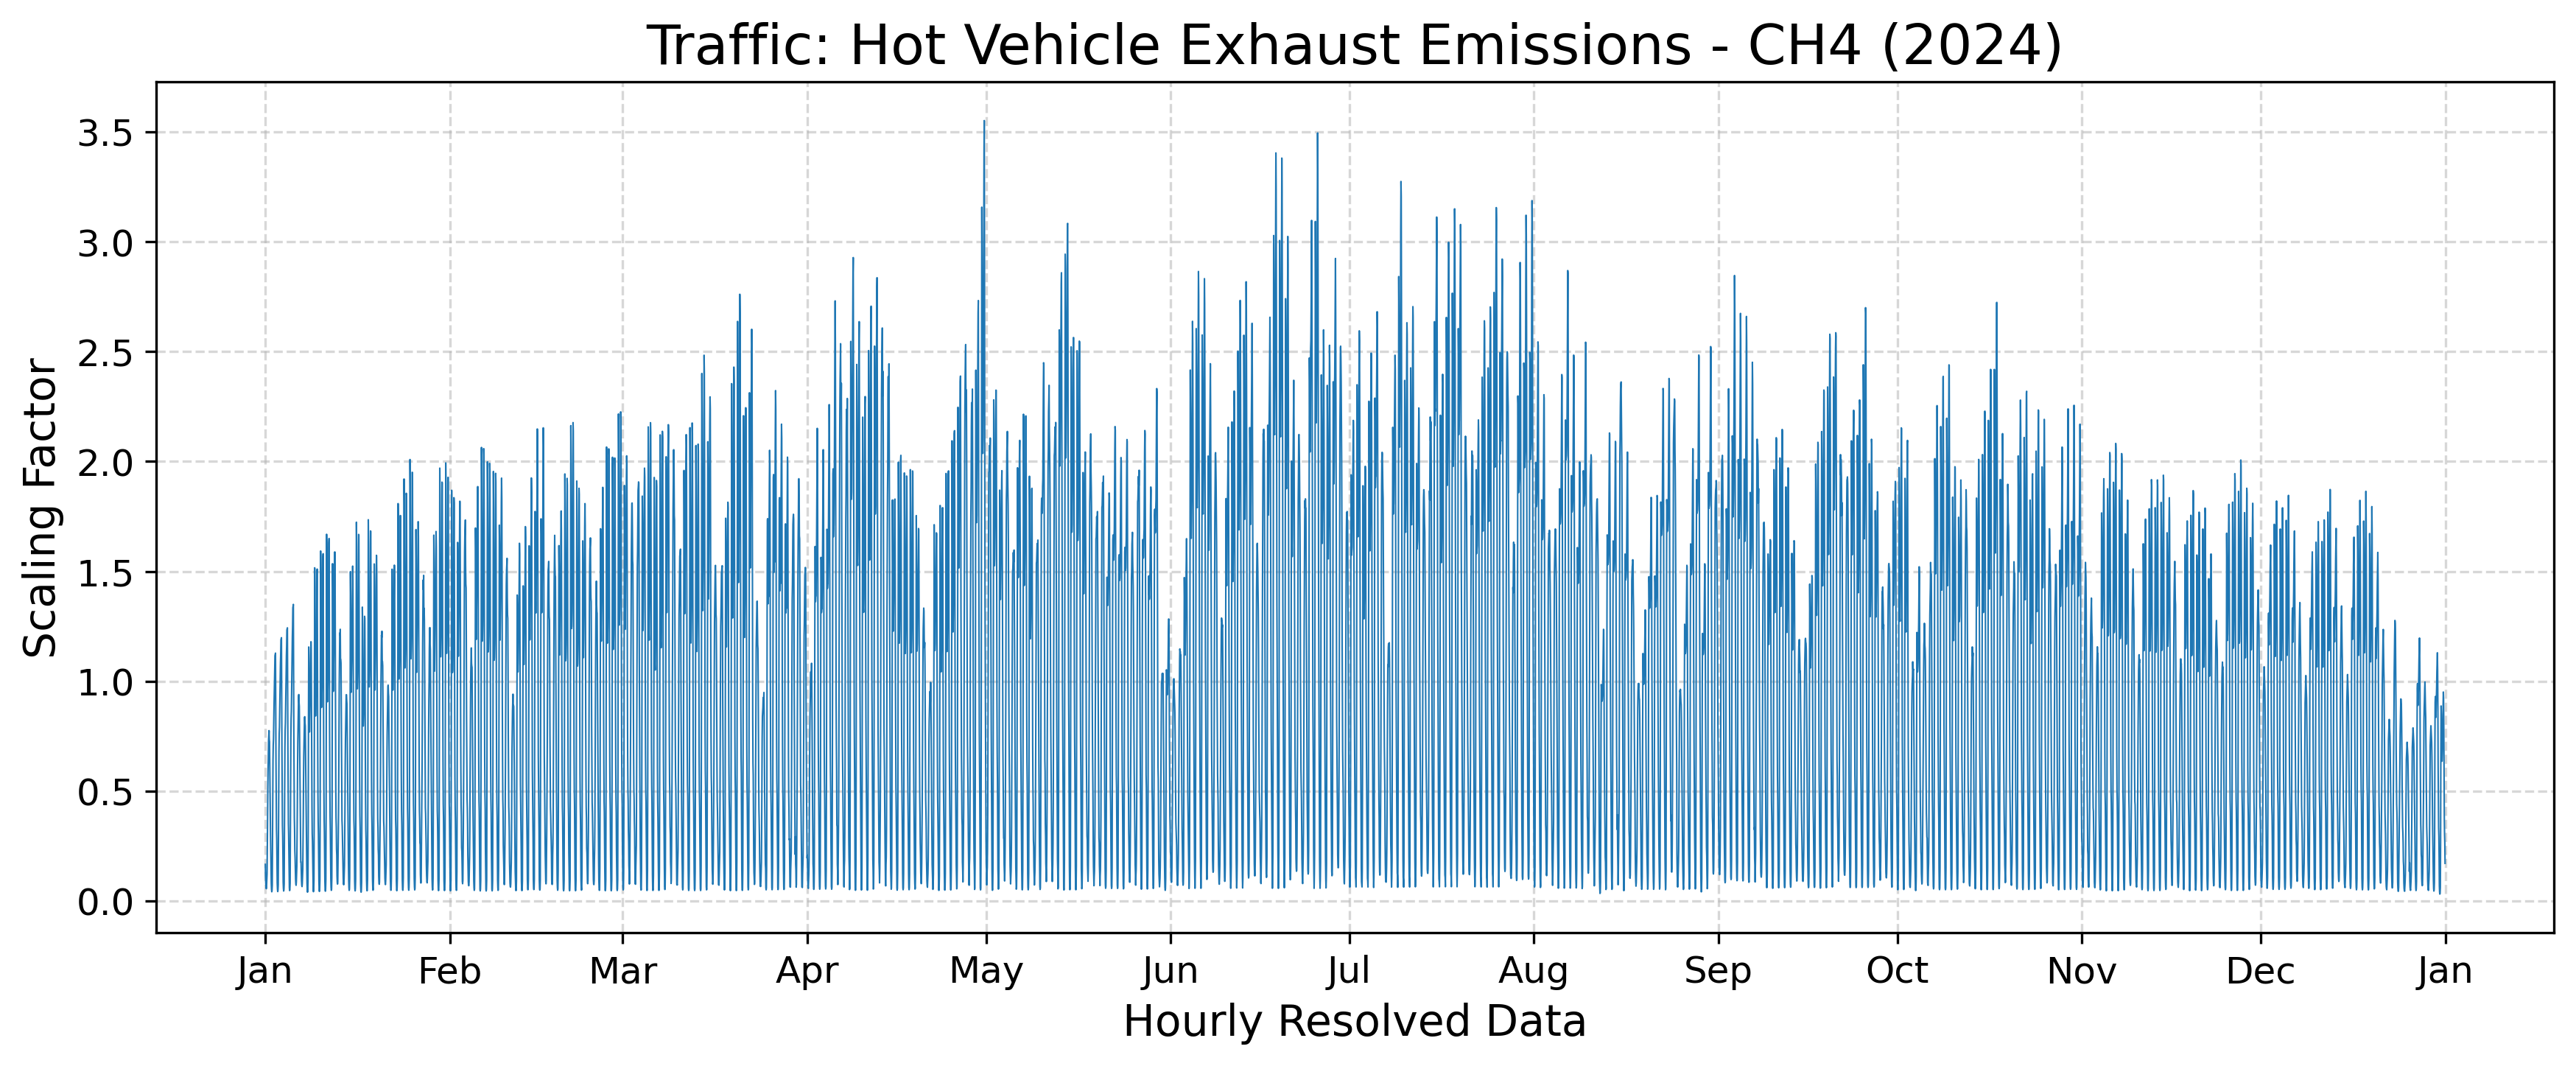 Traffic: Hot Vehicle Exhaust Emissions - CH4 (2024)
Scaling Factor
3.5
3.0
2.5
2.0
1.5
1.0
0.5
0.0
Jan Feb Mar Apr May Jun Jul Aug Sep Oct Nov Dec Jan
Hourly Resolved Data